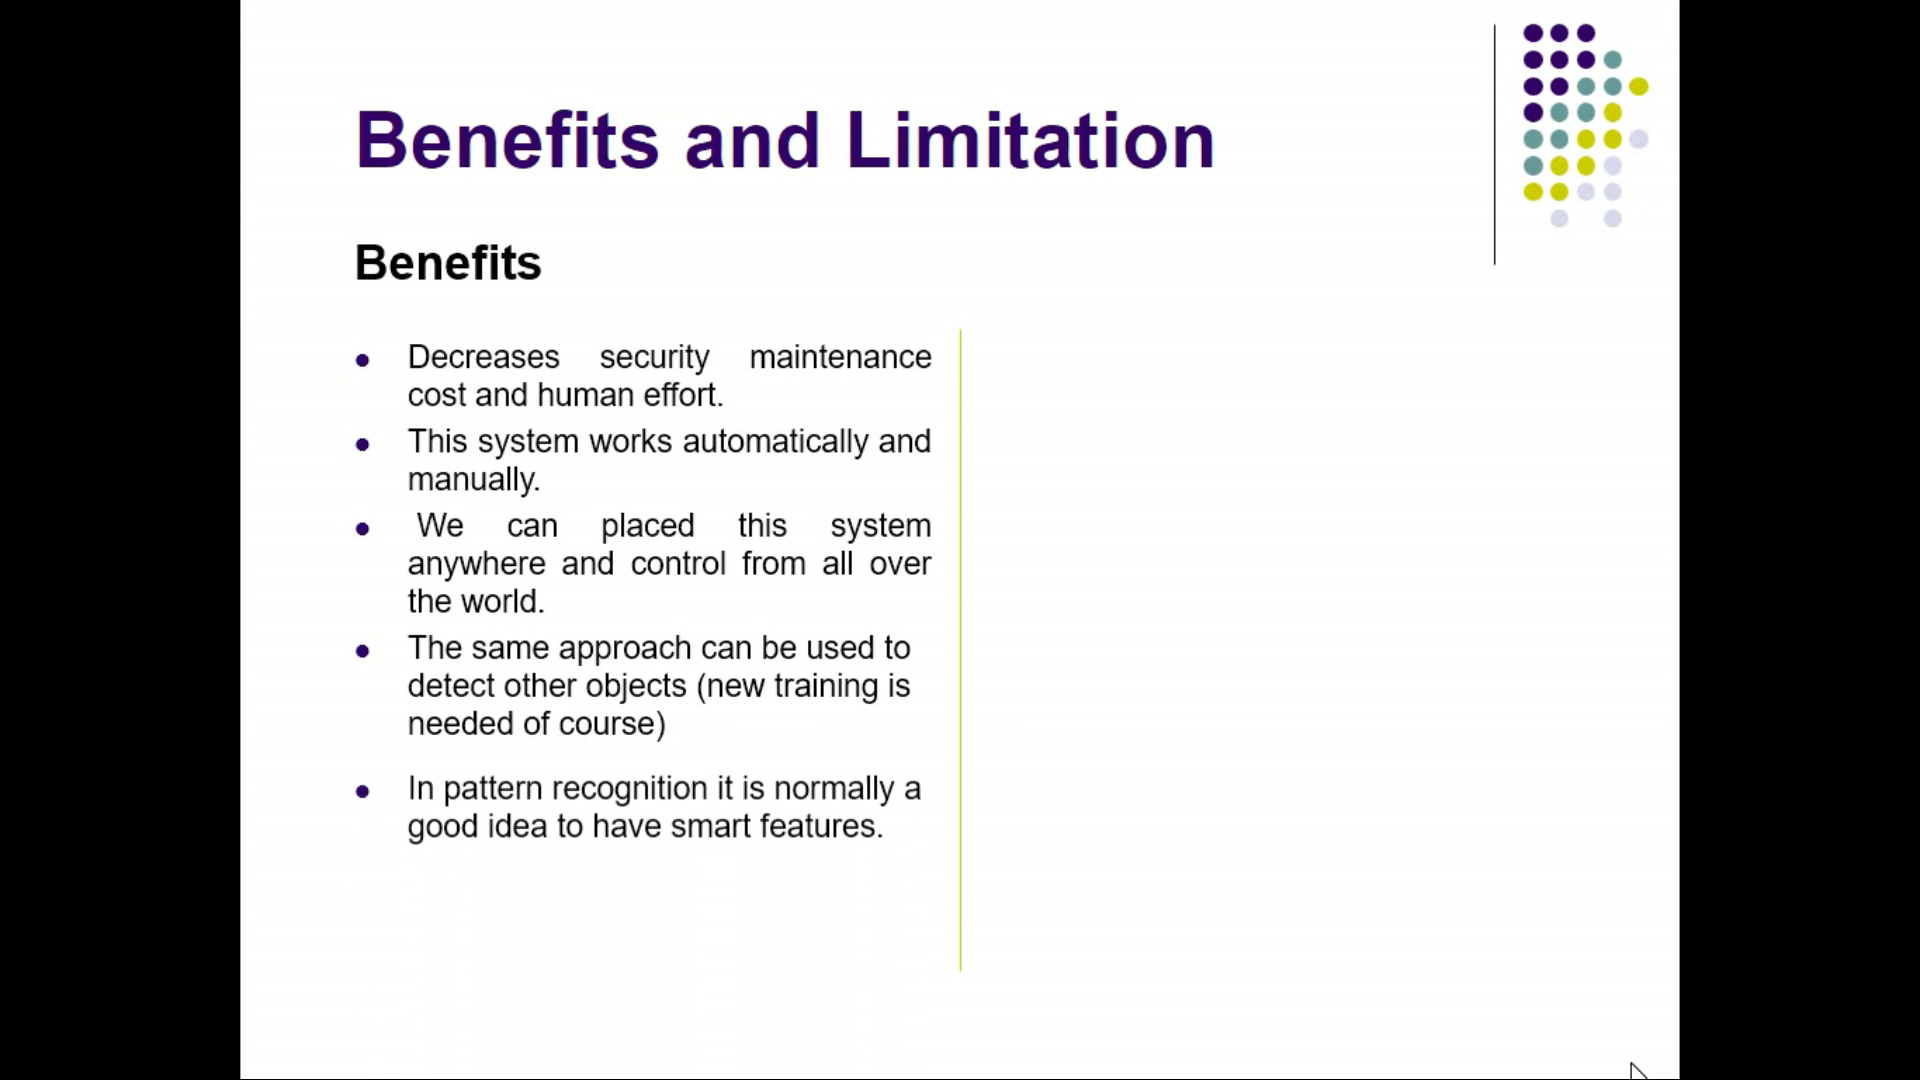 Benefits and Limitation
Benefits
Decreases security maintenance
cost and human effort.
This system works automatically and
manually.
We can placed this system
anywhere and control from all over
the world.
The same approach can be used to
detect other objects (new training is
needed of course)
In pattern recognition it is normally a
good idea to have smart features.